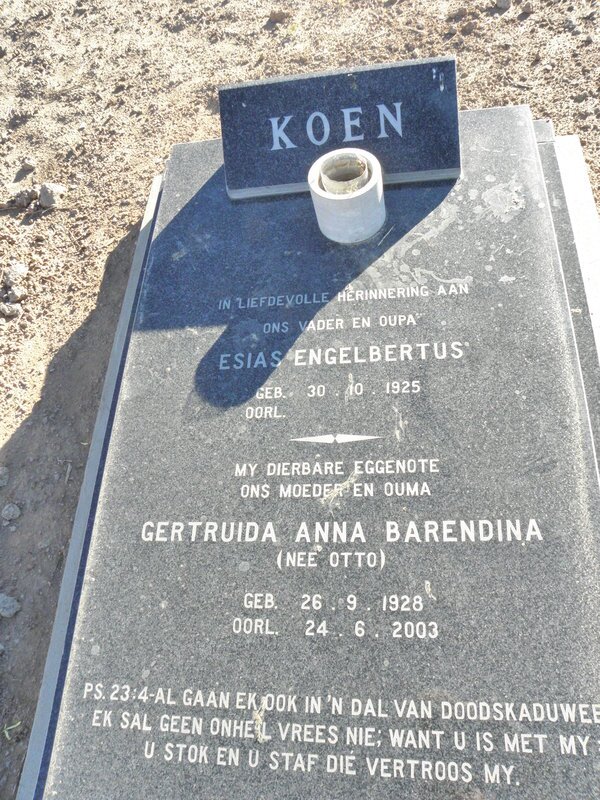 KOEN
IN LIEFDEVOLLE HERINNERING AAN
ONS VADER EN OUPA
ESIAS ENGELBERTUS
GEB. 30.10.1925
OORL.
MY DIERBARE EGGENOTE
ONS MOEDER EN OUMA
GERTRUIDA ANNA BARENDINA
(NEE OTTO)
GEB. 26.9.1928
OORL. 24.6.2003
PS. 23:4-AL GAAN EK OOK IN 'N DAL VAN DOODSKADUWEE
EK SAL GEEN ONHEIL VREES NIE; WANT U IS MET MY:
U STOK EN U STAF DIÉ VERTROOS MY.